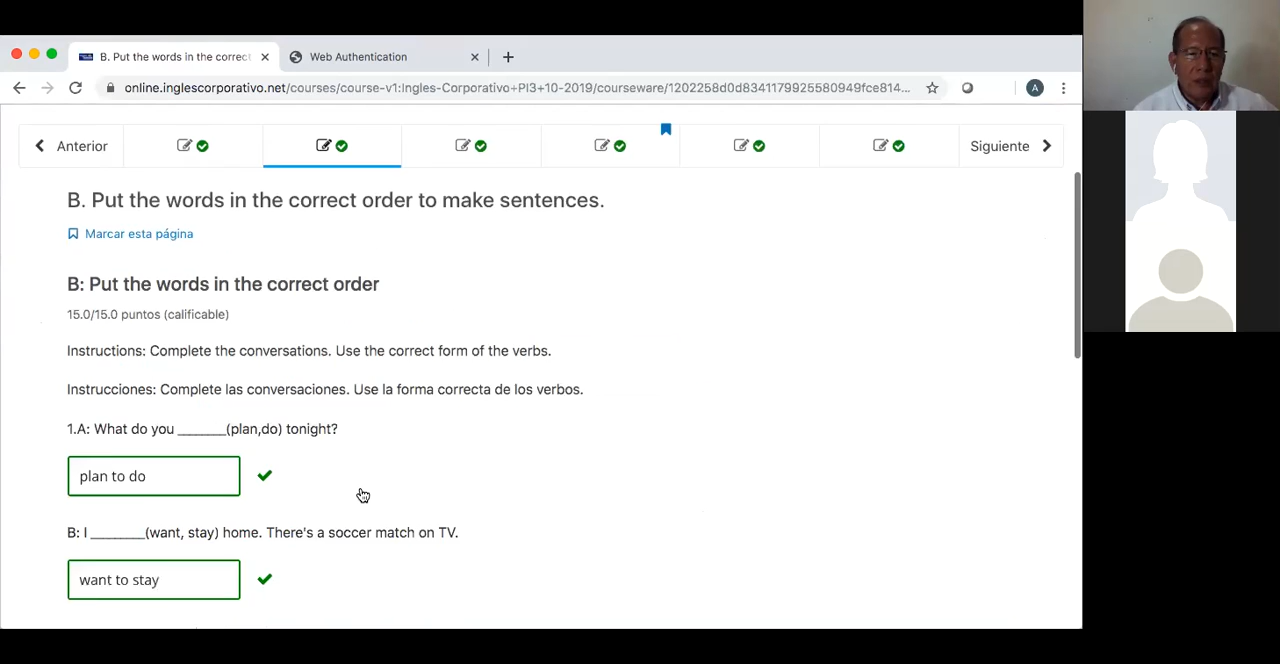 B. Put the words in the correct
Web Authentication
online.inglescorporativo.net/courses/course-v1:Ingles-Corporativo+PI3+10-2019/courseware/1202258d0d8341179925580949fce814...
A
Anterior
Siguiente
B. Put the words in the correct order to make sentences.
Marcar esta página
B: Put the words in the correct order
15.0/15.0 puntos (calificable)
Instructions: Complete the conversations. Use the correct form of the verbs.
Instrucciones: Complete las conversaciones. Use la forma correcta de los verbos.
1.A: What do you _______(plan,do) tonight?
plan to do
B: I ________(want, stay) home. There's a soccer match on TV.
want to stay